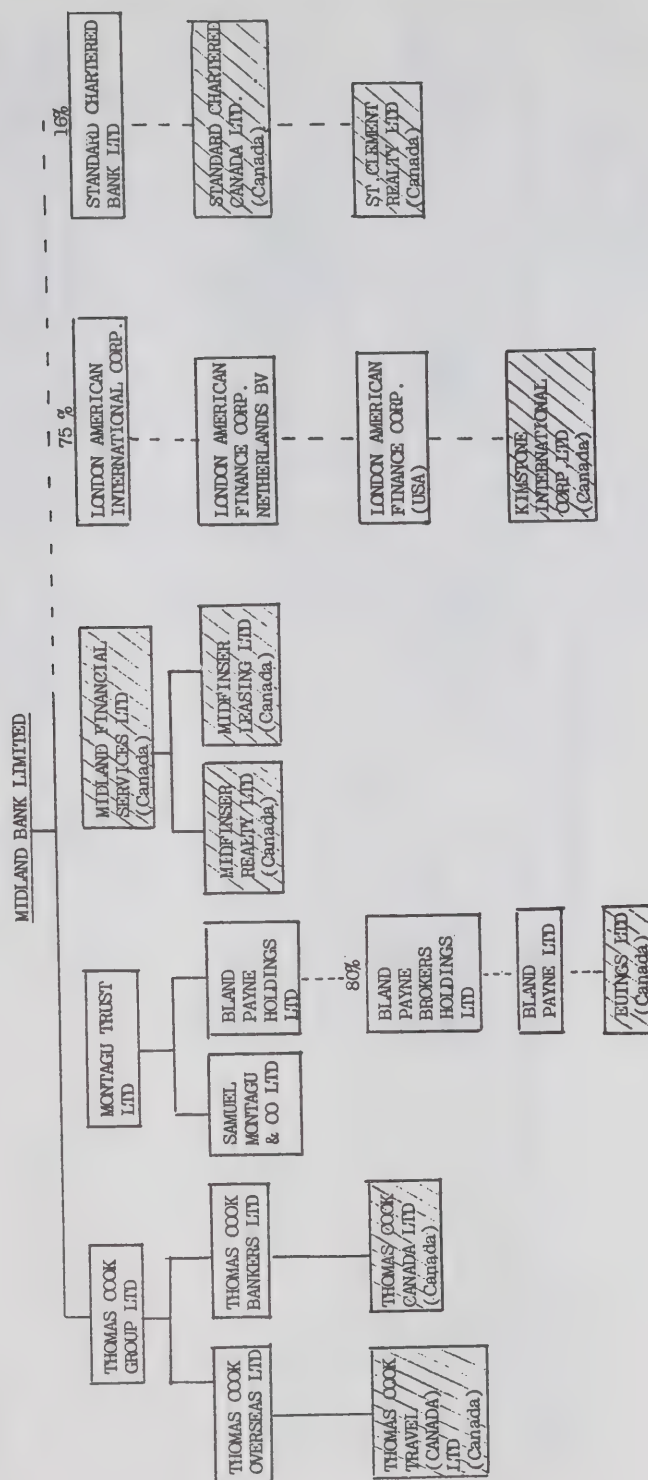 MIDLAND BANK LIMITED
THOMAS COOK
GROUP LTD
THOMAS COOK
OVERSEAS LTD
THOMAS COOK
TRAVEL
(CANADA)
LTD
(Canada)
THOMAS COOK
BANKERS LTD
THOMAS COOK
CANADA LTD
(Canada)
MONTAGU TRUST
LTD
SAMUEL
MONTAGU
& CO LTD
BLAND
PAYNE
HOLDINGS
LTD
80%
BLAND
PAYNE
BROKERS
HOLDINGS
LTD
BLAND
PAYNE LTD
EUINGS LTD
(Canada)
MIDLAND FINANCIAL
SERVICES LTD
(Canada)
MIDFINSER
REALTY LTD
(Canada)
MIDFINSER
LEASING LTD
(Canada)
75 %
LONDON AMERICAN
INTERNATIONAL CORP.
LONDON AMERICAN
FINANCE CORP.
NETHERLANDS BV
LONDON AMERICAN
FINANCE CORP.
(USA)
KIMSTONE
INTERNATIONAL
CORP LTD
(Canada)
16%
STANDARD CHARTERED
BANK LTD
STANDARD CHARTERED
CANADA LTD.
(Canada)
ST. CLEMENT
REALTY LTD
(Canada)